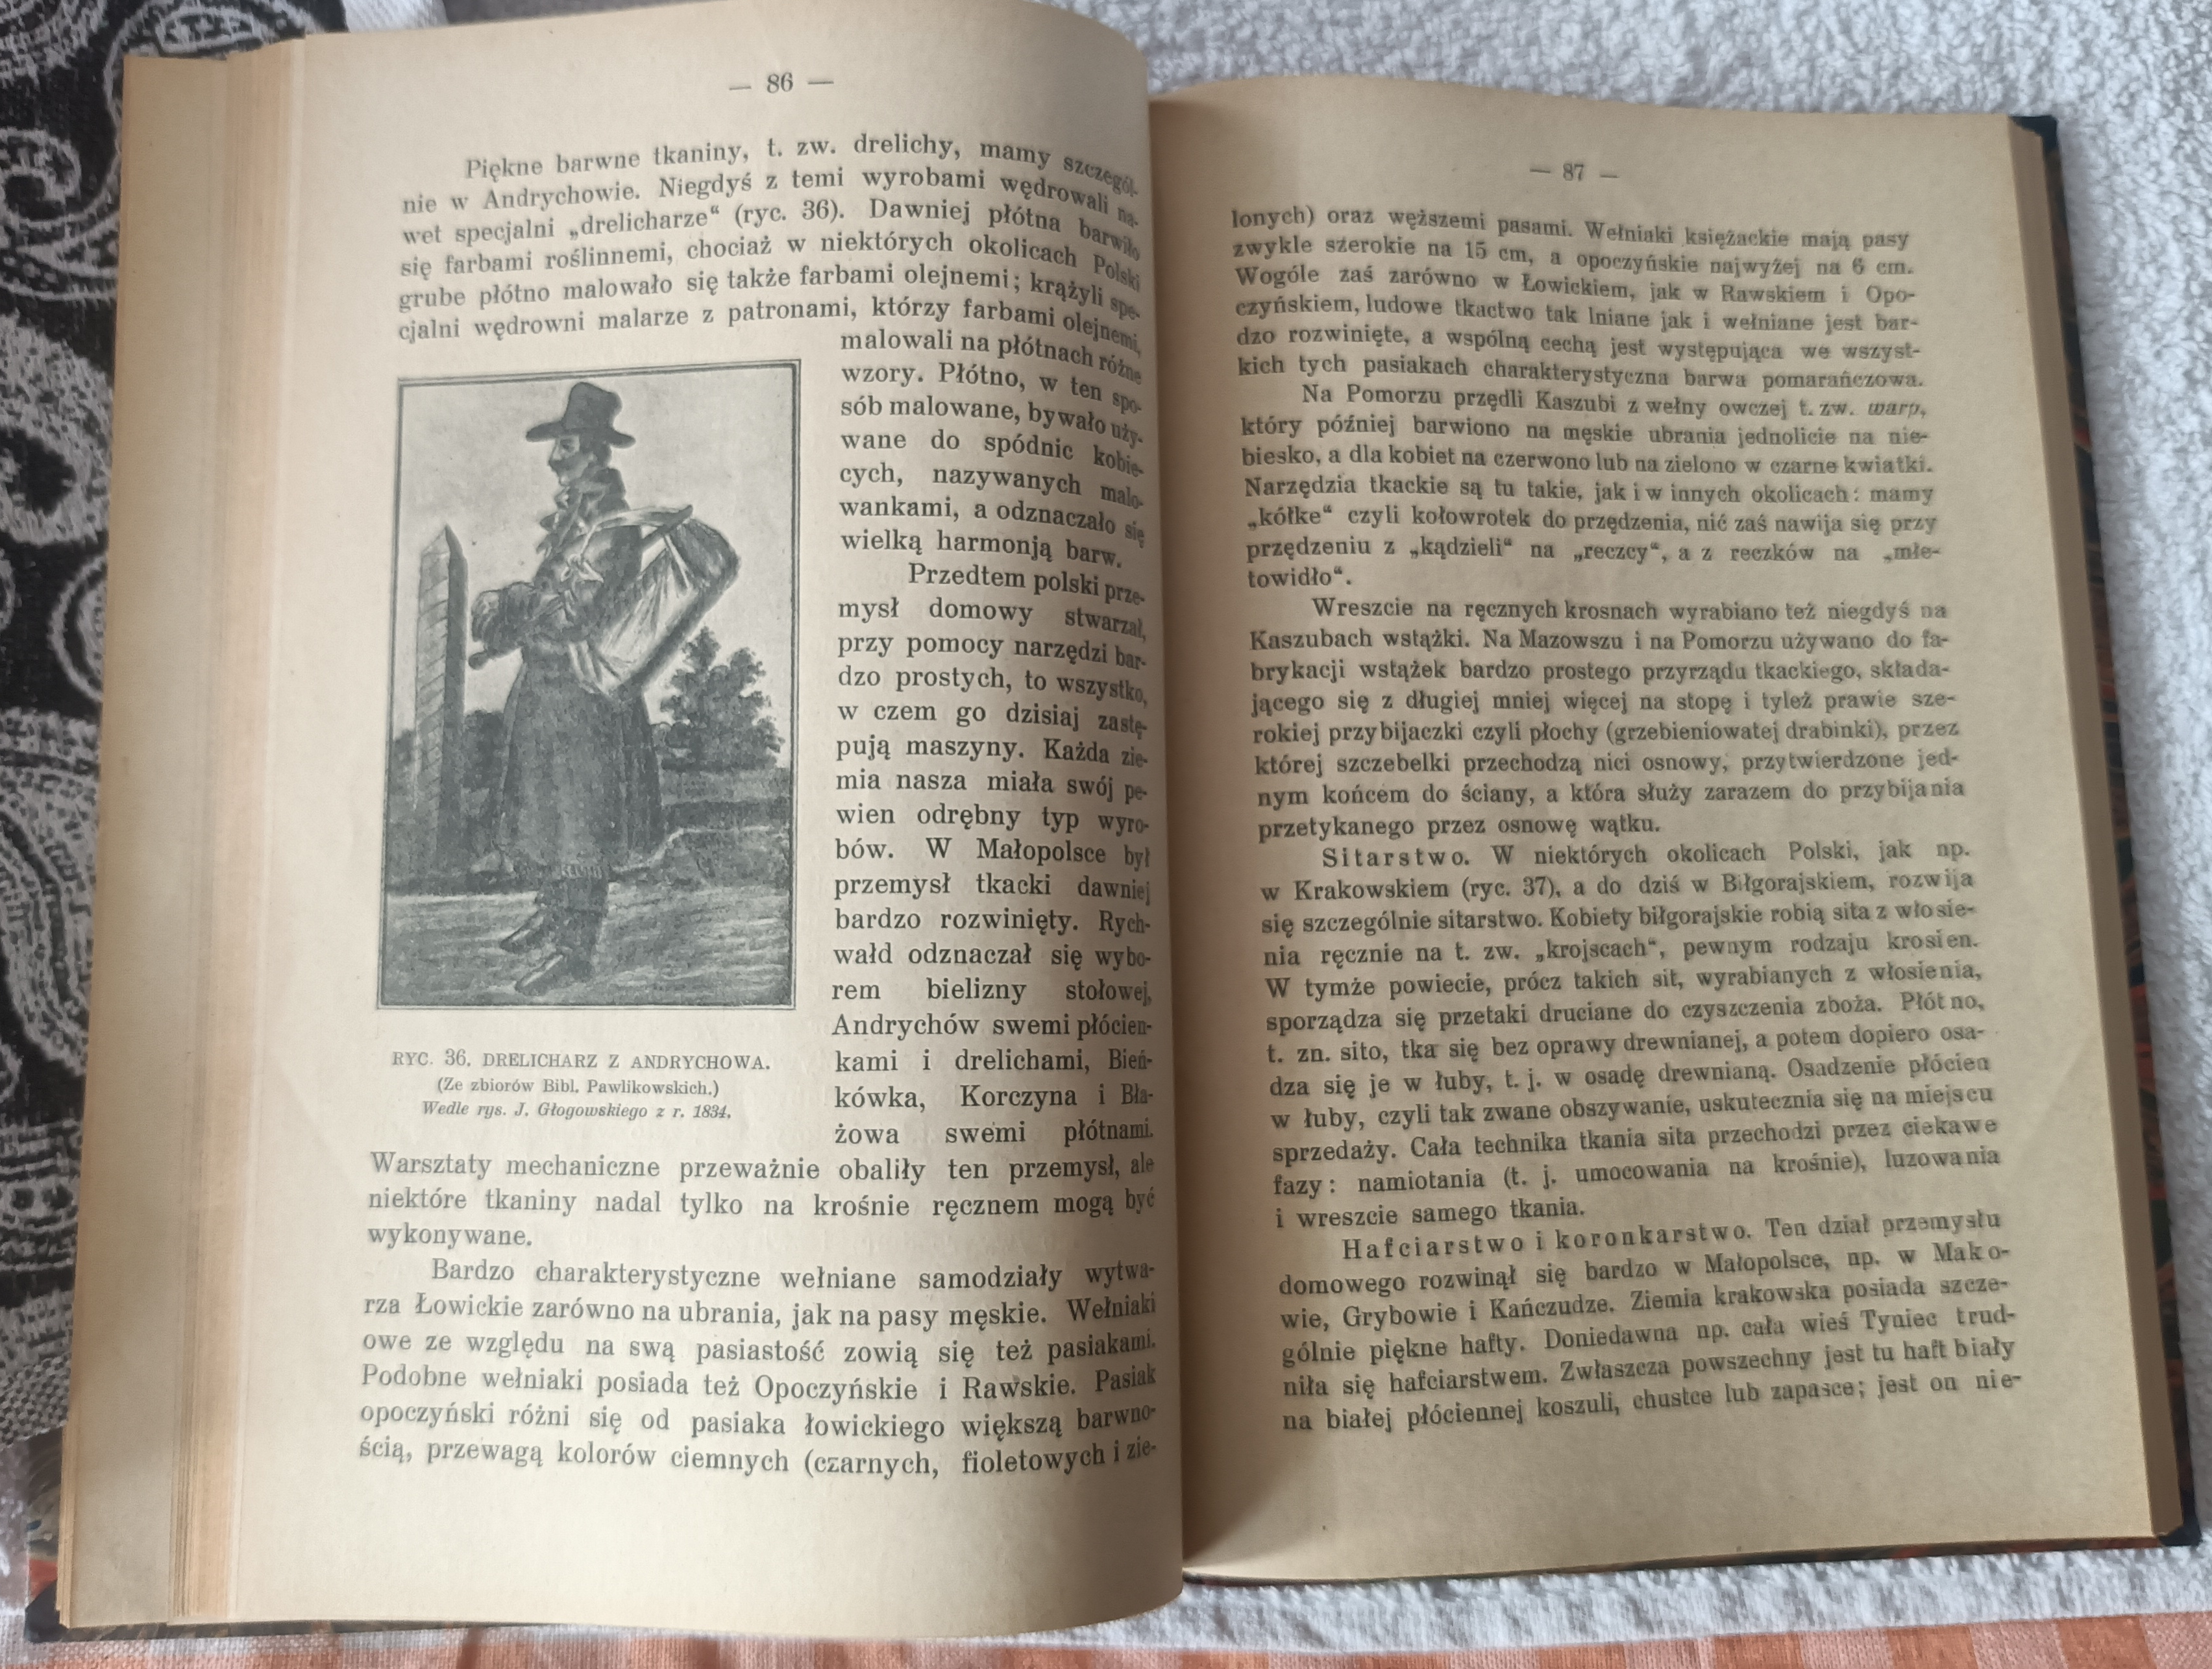 — 86 —
Piękne barwne tkaniny, t. zw. drelichy, mamy szczegól-
nie w Andrychowie. Niegdyś z temi wyrobami wędrowali na-
wet specjalni „drelicharze“ (ryc. 36). Dawniej płótna barwiło
się farbami roślinnemi, chociaż w niektórych okolicach Polski
grube płótno malowało się także farbami olejnemi; krążyli spe-
cjalni wędrowni malarze z patronami, którzy farbami olejnemi,
malowali na płótnach różne
wzory. Płótno, w ten spo-
sób malowane, bywało uży-
wane do spódnic kobie-
cych, nazywanych malo-
wankami, a odznaczało się
wielką harmonją barw.
Przedtem polski prze-
mysł domowy stwarzał,
przy pomocy narzędzi bar-
dzo prostych, to wszystko,
w czem go dzisiaj zastę-
pują maszyny. Każda zie-
mia nasza miała swój pe-
wien odrębny typ wyro-
bów. W Małopolsce był
przemysł tkacki dawniej
bardzo rozwinięty. Rych-
wałd odznaczał się wybo-
rem bielizny stołowej,
Andrychów swemi płócien-
kami i drelichami, Bień-
kówka, Korczyna i Bła-
żowa swemi płótnami.
RYC. 36. DRELICHARZ Z ANDRYCHOWA.
(Ze zbiorów Bibl. Pawlikowskich.)
Wedle rys. J. Głogowskiego z r. 1834.
Warsztaty mechaniczne przeważnie obaliły ten przemysł, ale
niektóre tkaniny nadal tylko na krośnie ręcznem mogą być
wykonywane.
Bardzo charakterystyczne wełniane samodziały wytwa-
rza Łowickie zarówno na ubrania, jak na pasy męskie. Wełniaki
owe ze względu na swą pasiastość zowią się też pasiakami.
Podobne wełniaki posiada też Opoczyńskie i Rawskie. Pasiak
opoczyński różni się od pasiaka łowickiego większą barwno-
ścią, przewagą kolorów ciemnych (czarnych, fioletowych i zie-
— 87 —
lonych) oraz węższemi pasami. Wełniaki księżackie mają pasy
zwykle szerokie na 15 cm, a opoczyńskie najwyżej na 6 cm.
Wogóle zaś zarówno w Łowickiem, jak w Rawskiem i Opo-
czyńskiem, ludowe tkactwo tak lniane jak i wełniane jest bar-
dzo rozwinięte, a wspólną cechą jest występująca we wszyst-
kich tych pasiakach charakterystyczna barwa pomarańczowa.
Na Pomorzu przędli Kaszubi z wełny owczej t. zw. warp,
który później barwiono na męskie ubrania jednolicie na nie-
biesko, a dla kobiet na czerwono lub na zielono w czarne kwiatki.
Narzędzia tkackie są tu takie, jak i w innych okolicach: mamy
„kółke“ czyli kołowrotek do przędzenia, nić zaś nawija się przy
przędzeniu z „kądzieli“ na „reczcy“, a z reczków na „młe-
towidło“.
Wreszcie na ręcznych krosnach wyrabiano też niegdyś na
Kaszubach wstążki. Na Mazowszu i na Pomorzu używano do fa-
brykacji wstążek bardzo prostego przyrządu tkackiego, składa-
jącego się z długiej mniej więcej na stopę i tyleż prawie sze-
rokiej przybijaczki czyli płochy (grzebieniowatej drabinki), przez
której szczebelki przechodzą nici osnowy, przytwierdzone jed-
nym końcem do ściany, a która służy zarazem do przybijania
przetykanego przez osnowę wątku.
Sitarstwo. W niektórych okolicach Polski, jak np.
w Krakowskiem (ryc. 37), a do dziś w Biłgorajskiem, rozwija
się szczególnie sitarstwo. Kobiety biłgorajskie robią sita z włosie-
nia ręcznie na t. zw. „krojscach“, pewnym rodzaju krosien.
W tymże powiecie, prócz takich sit, wyrabianych z włosienia,
sporządza się przetaki druciane do czyszczenia zboża. Płótno,
t. zn. sito, tka się bez oprawy drewnianej, a potem dopiero osa-
dza się je w łuby, t. j. w osadę drewnianą. Osadzenie płócien
w łuby, czyli tak zwane obszywanie, uskutecznia się na miejscu
sprzedaży. Cała technika tkania sita przechodzi przez ciekawe
fazy: namiotania (t. j. umocowania na krośnie), luzowania
i wreszcie samego tkania.
Hafciarstwo i koronkarstwo. Ten dział przemysłu
domowego rozwinął się bardzo w Małopolsce, np. w Mako-
wie, Grybowie i Kańczudze. Ziemia krakowska posiada szcze-
gólnie piękne hafty. Doniedawna np. cała wieś Tyniec trud-
niła się hafciarstwem. Zwłaszcza powszechny jest tu haft biały
na białej płóciennej koszuli, chustce lub zapasce; jest on nie-